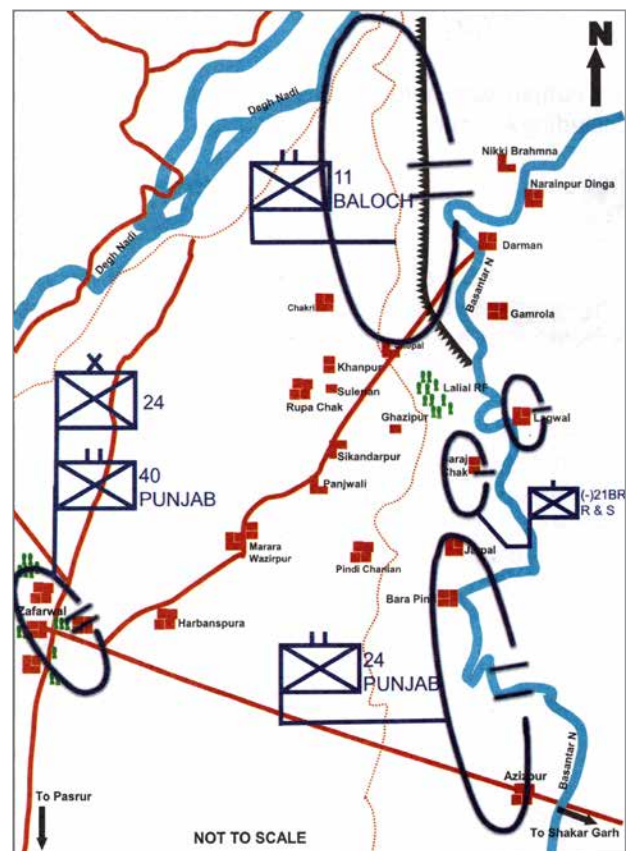 N
Degh Nadi
Nikki Brahmna
11
BALOCH
Narainpur Dinga
Degh Nadi
Darman
Basantar N
Chakri
Gamrola
Khanpur
Lalial RF
24
Rupa Chak
Ghazipur
Lagwal
Sikandarpur
40
PUNJAB
Chak
Panjwali
(-)21BR
R & S
Marara
Wazirpur
Pindi Charlan
Jarpal
Bara Pind
Zafarwal
Harbanspura
24
PUNJAB
Basantar N
Azizpur
To Pasrur
NOT TO SCALE
To Shakar Garh